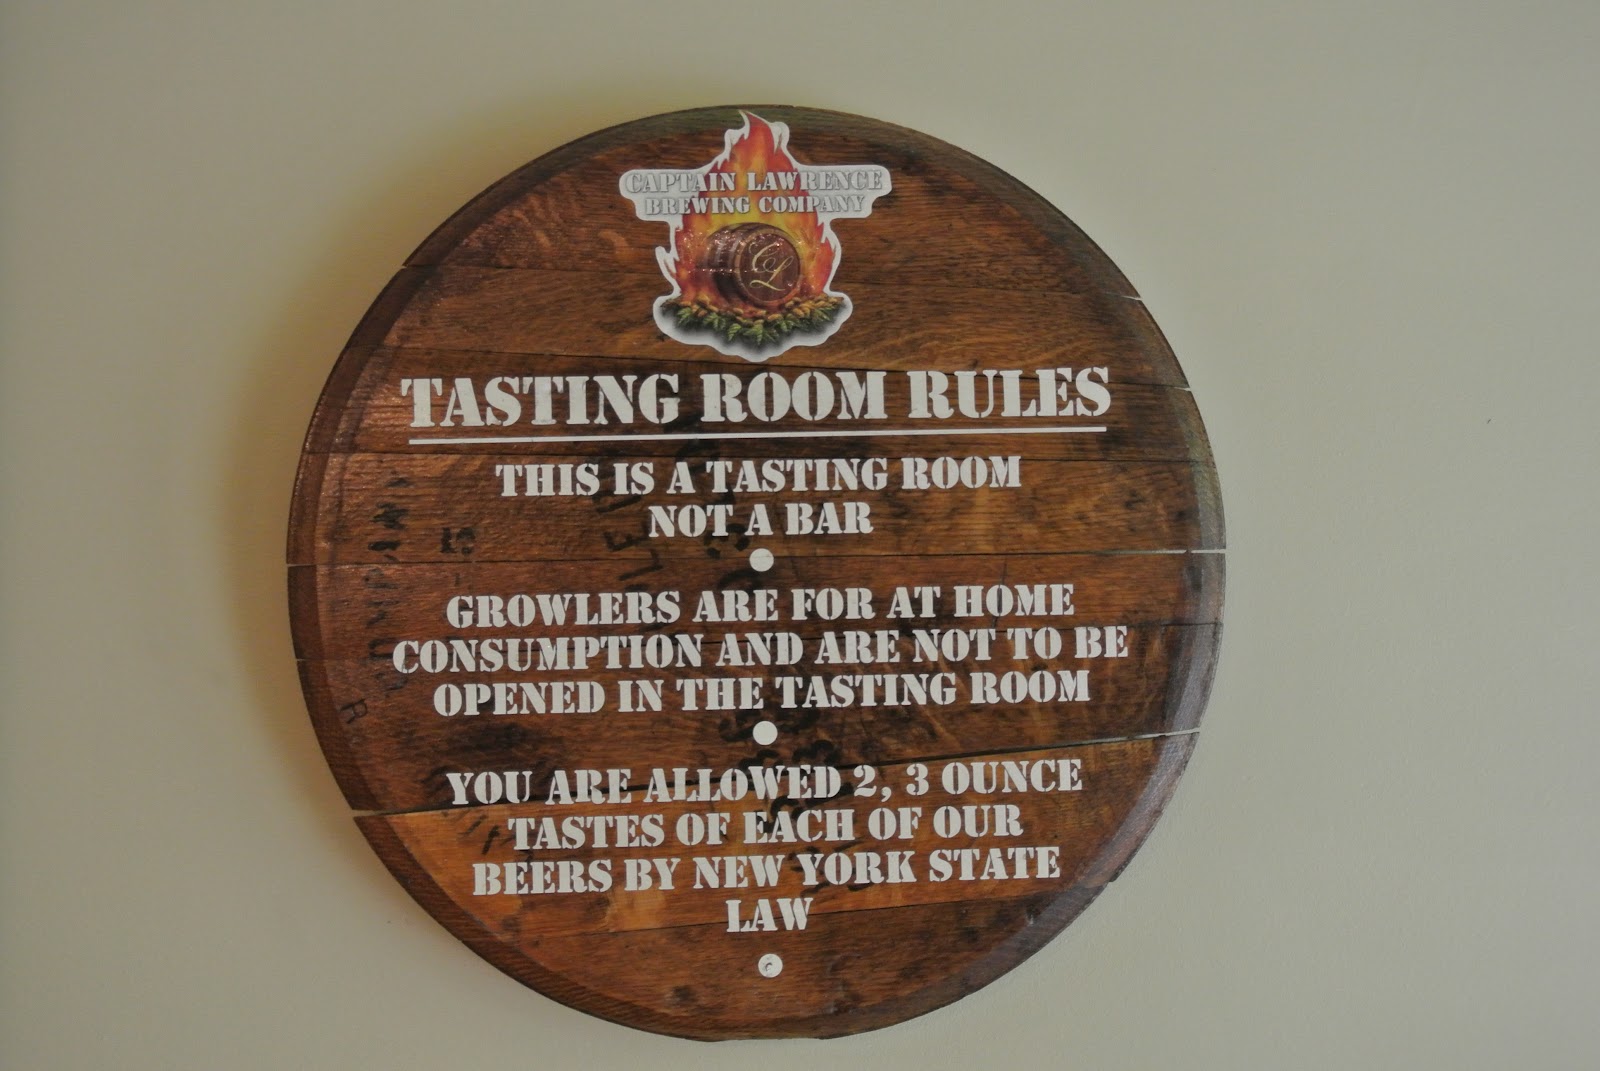 CAPTAIN LAWRENCE
BREWING COMPANY
CL
TASTING ROOM RULES
THIS IS A TASTING ROOM
NOT A BAR
GROWLERS ARE FOR AT HOME
CONSUMPTION AND ARE NOT TO BE
OPENED IN THE TASTING ROOM
YOU ARE ALLOWED 2, 3 OUNCE
TASTES OF EACH OF OUR
BEERS BY NEW YORK STATE
LAW